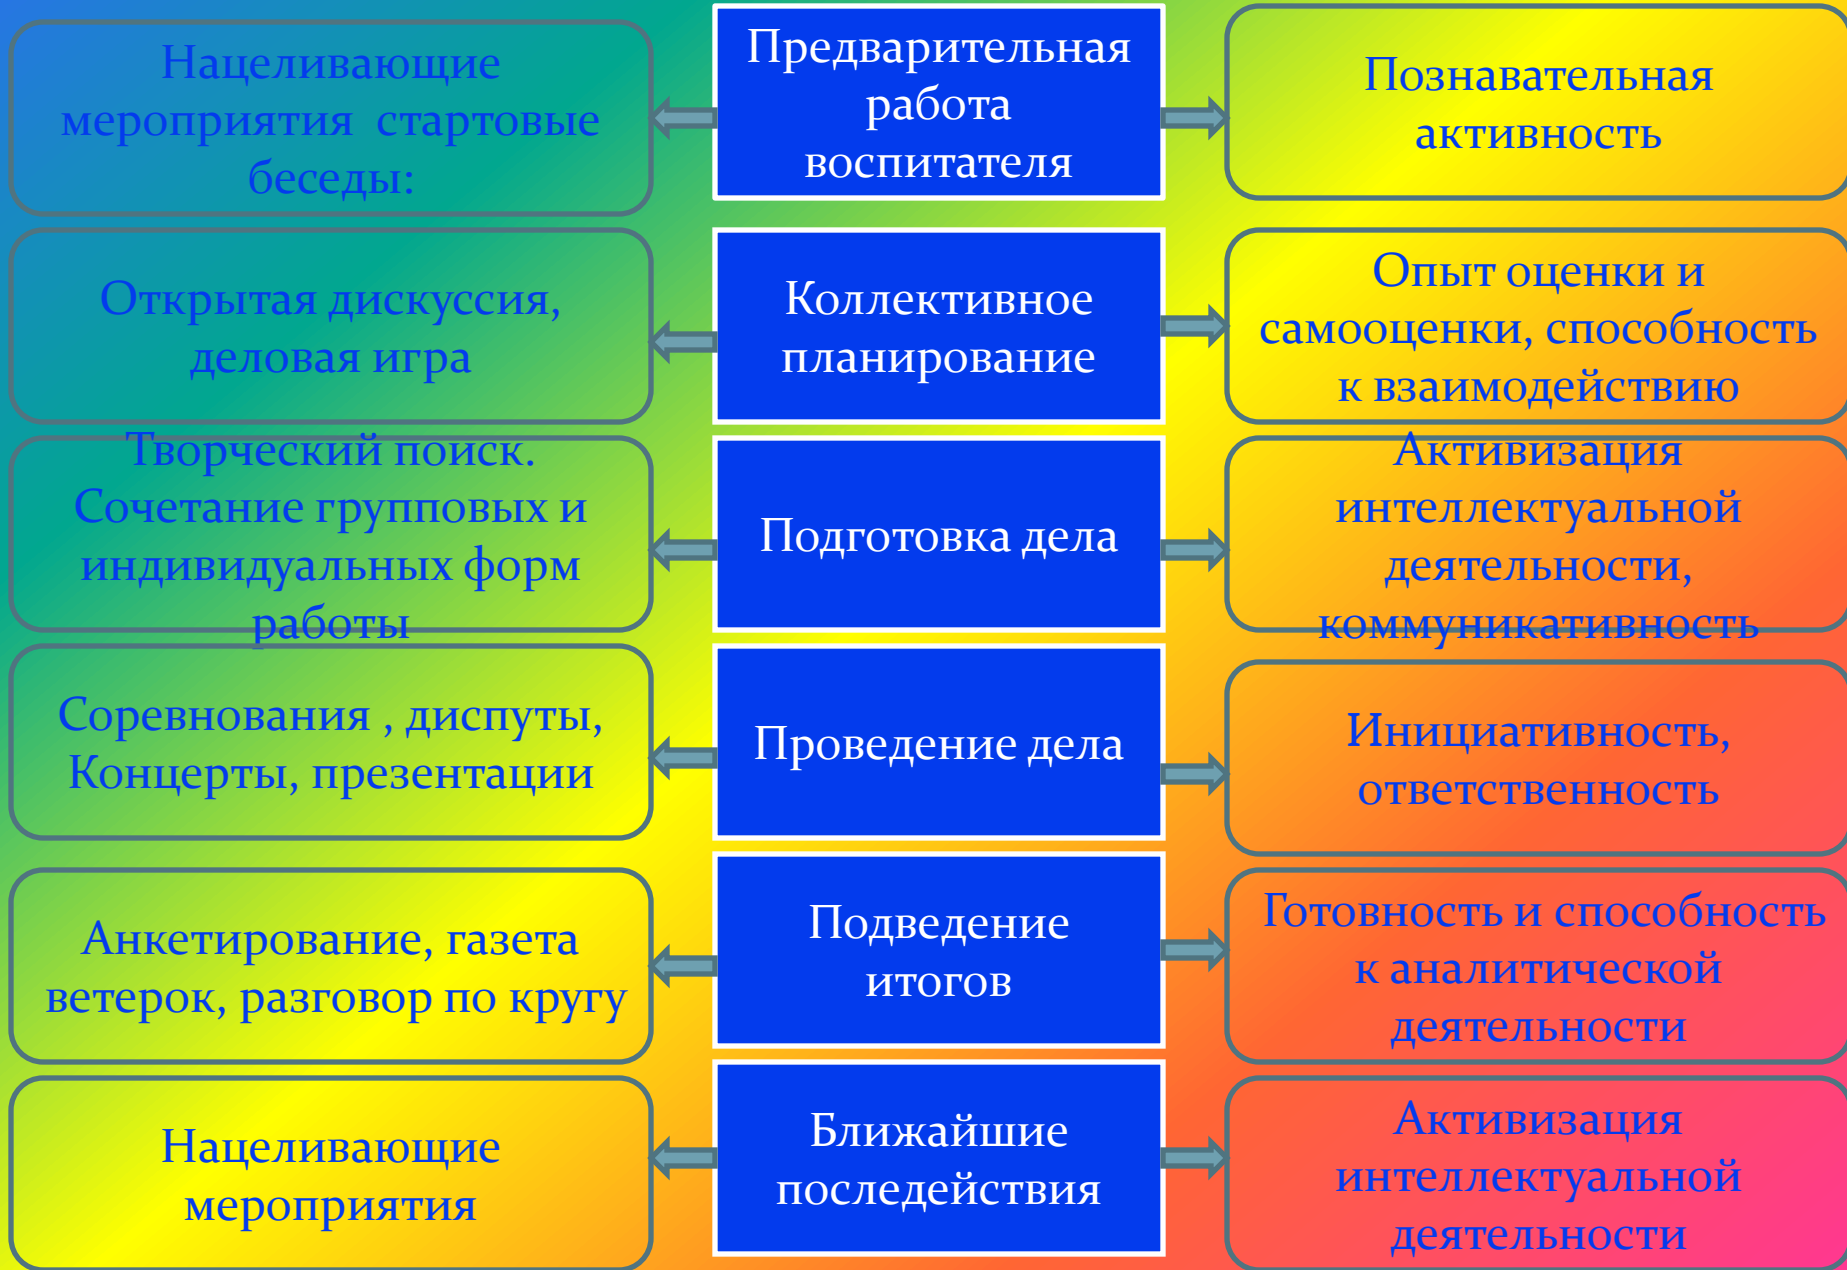 Нацеливающие
мероприятия  стартовые
беседы:
Предварительная
работа
воспитателя
Познавательная
активность
Открытая дискуссия,
деловая игра
Коллективное
планирование
Опыт оценки и
самооценки, способность
к взаимодействию
Творческий поиск.
Сочетание групповых и
индивидуальных форм
работы
Подготовка дела
Активизация
интеллектуальной
деятельности,
коммуникативность
Соревнования , диспуты,
Концерты, презентации
Проведение дела
Инициативность,
ответственность
Анкетирование, газета
ветерок, разговор по кругу
Подведение
итогов
Готовность и способность
к аналитической
деятельности
Нацеливающие
мероприятия
Ближайшие
последействия
Активизация
интеллектуальной
деятельности